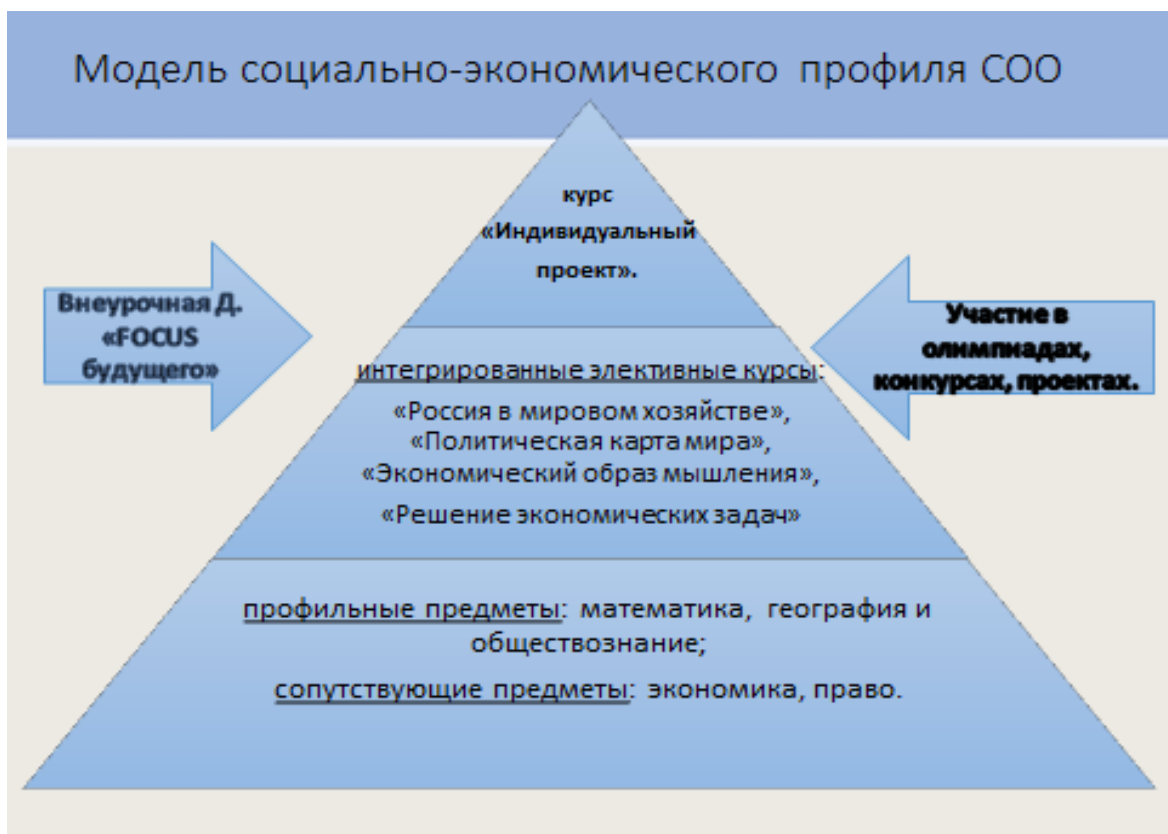 Модель социально-экономического профиля СОО
курс
«Индивидуальный
проект».
Внеурочная Д.
«FOCUS
будущего»
Участие в
олимпиадах,
конкурсах, проектах.
интегрированные элективные курсы:
«Россия в мировом хозяйстве»,
«Политическая карта мира»,
«Экономический образ мышления»,
«Решение экономических задач»
профильные предметы: математика, география и
обществознание;
сопутствующие предметы: экономика, право.